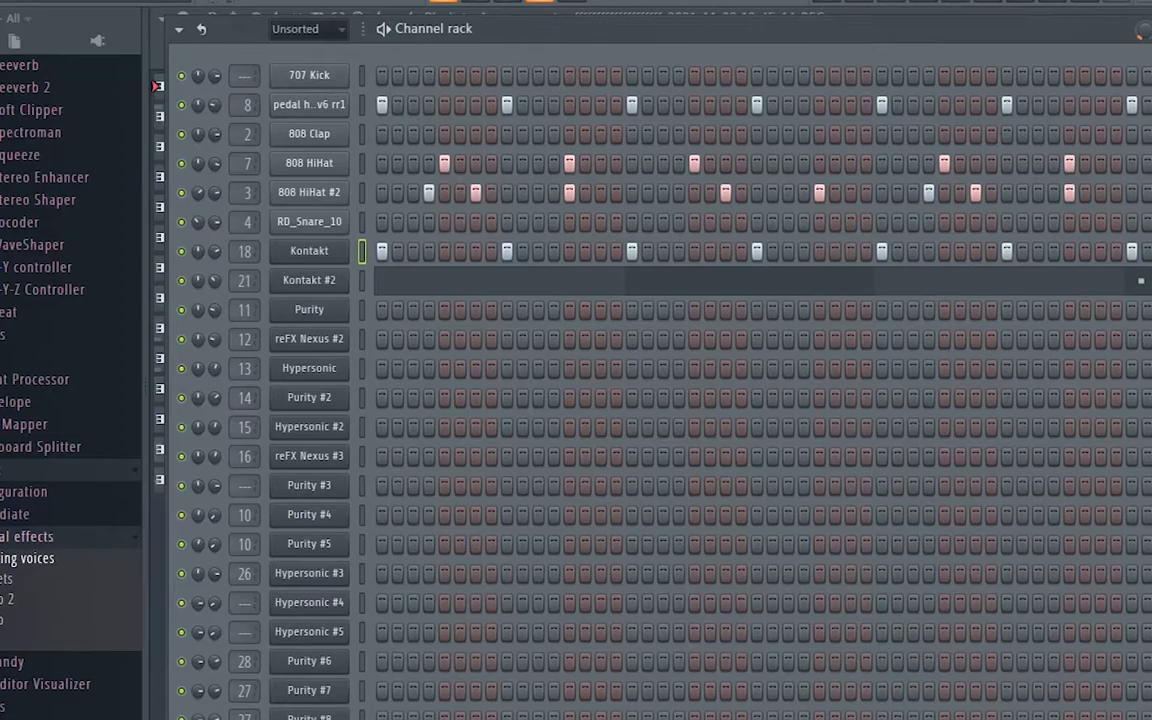 All
Unsorted
Channel rack
eeverb
eeverb 2
oft Clipper
pectroman
queeze
tereo Enhancer
tereo Shaper
ocoder
WaveShaper
-Y controller
-Y-Z Controller
eat
s
nt Processor
elope
Mapper
board Splitter
guration
diate
al effects
ing voices
ets
o 2
o
andy
ditor Visualizer
s
--- 707 Kick
8 pedal h..v6 rr1
2 808 Clap
7 808 HiHat
3 808 HiHat #2
4 RD_Snare_10
18 Kontakt
21 Kontakt #2
11 Purity
12 reFX Nexus #2
13 Hypersonic
14 Purity #2
15 Hypersonic #2
16 reFX Nexus #3
--- Purity #3
10 Purity #4
10 Purity #5
26 Hypersonic #3
--- Hypersonic #4
--- Hypersonic #5
28 Purity #6
27 Purity #7
27 Purity #8